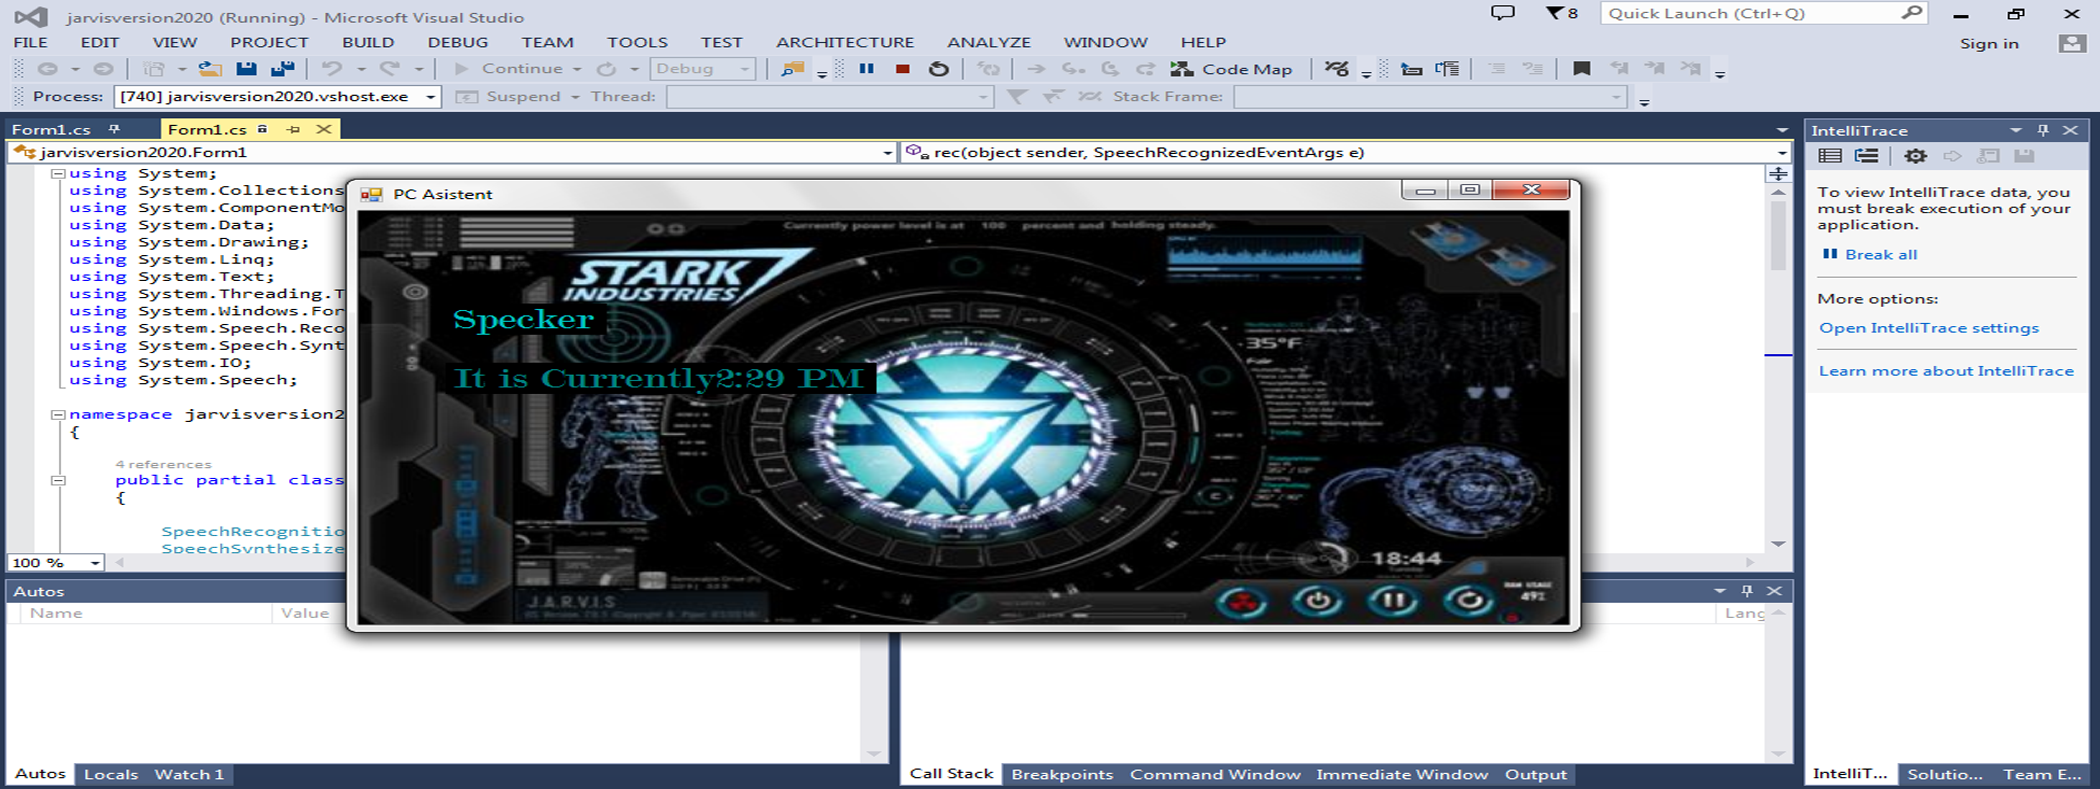 jarvisversion2020 (Running) - Microsoft Visual Studio
8
Quick Launch (Ctrl+Q)
FILE EDIT VIEW PROJECT BUILD DEBUG TEAM TOOLS TEST ARCHITECTURE ANALYZE WINDOW HELP
Sign in
Continue Debug Code Map
Process: [740] jarvisversion2020.vshost.exe Suspend Thread: Stack Frame:
Form1.cs Form1.cs
jarvisversion2020.Form1
rec(object sender, SpeechRecognizedEventArgs e)
using System;
using System.Collections
using System.ComponentMo
using System.Data;
using System.Drawing;
using System.Linq;
using System.Text;
using System.Threading.T
using System.Windows.For
using System.Speech.Reco
using System.Speech.Synt
using System.IO;
using System.Speech;
namespace jarvisversion2
{
4 references
public partial class
{
SpeechRecognitio
SpeechSynthesize
100 %
PC Asistent
Currently power level is at 100 percent and holding steady.
STARK
INDUSTRIES
Specker
It is Currently2:29 PM
35°F
18:44
J.A.R.V.I.S
49%
IntelliTrace
To view IntelliTrace data, you
must break execution of your
application.
Break all
More options:
Open IntelliTrace settings
Learn more about IntelliTrace
Autos
Name Value
Lang
Autos Locals Watch 1
Call Stack Breakpoints Command Window Immediate Window Output
IntelliT... Solutio... Team E...